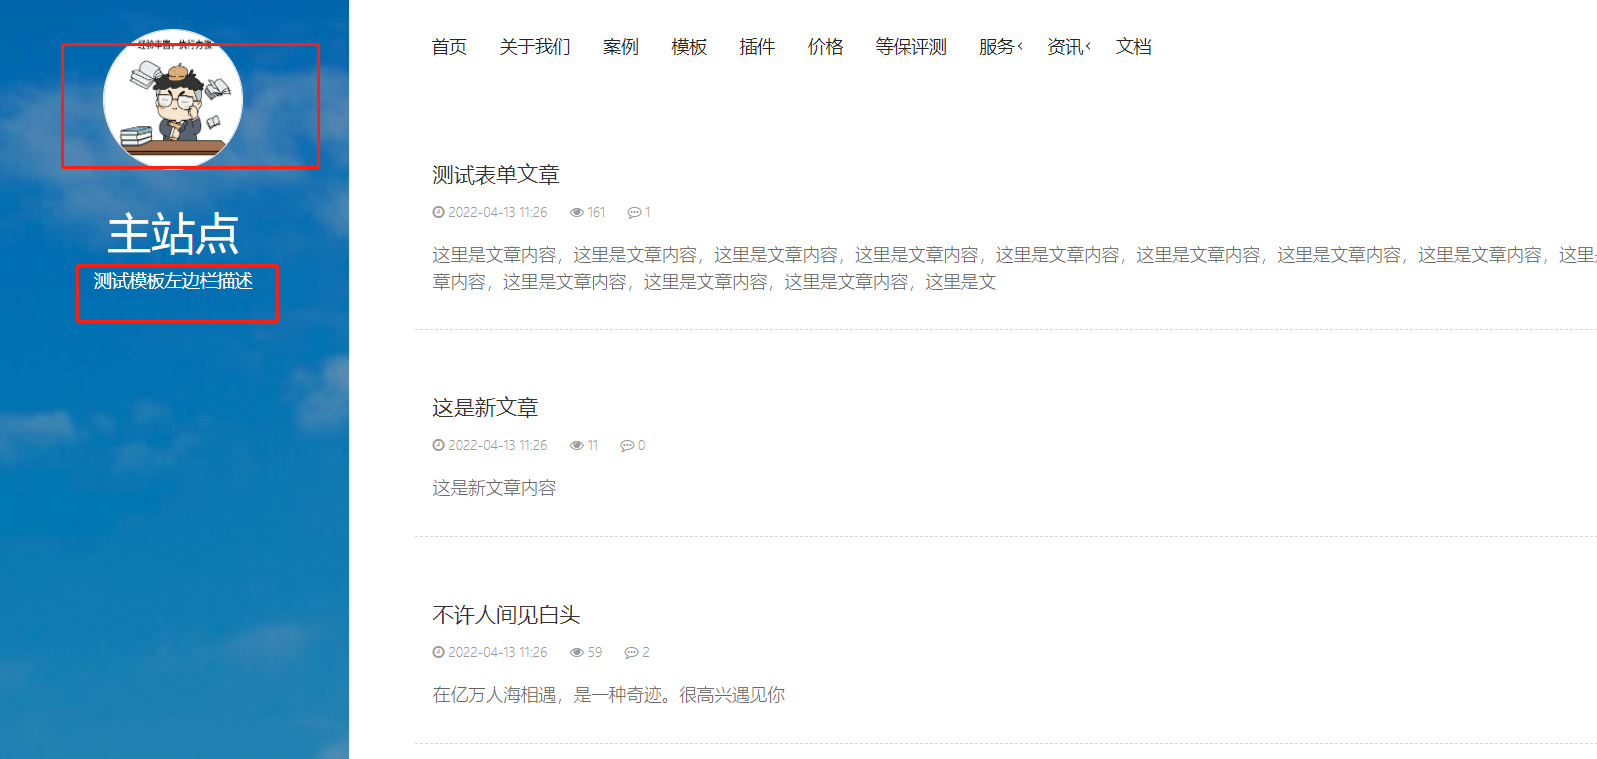 主站点
测试模板左边栏描述
首页 关于我们 案例 模板 插件 价格 等保评测 服务 资讯 文档
测试表单文章
2022-04-13 11:26 161 1
这里是文章内容，这里是文章内容，这里是文章内容，这里是文章内容，这里是文章内容，这里是文章内容，这里是文章内容，这里是文章内容，这里
章内容，这里是文章内容，这里是文章内容，这里是文章内容，这里是文
这是新文章
2022-04-13 11:26 11 0
这是新文章内容
不许人间见白头
2022-04-13 11:26 59 2
在亿万人海相遇，是一种奇迹。很高兴遇见你